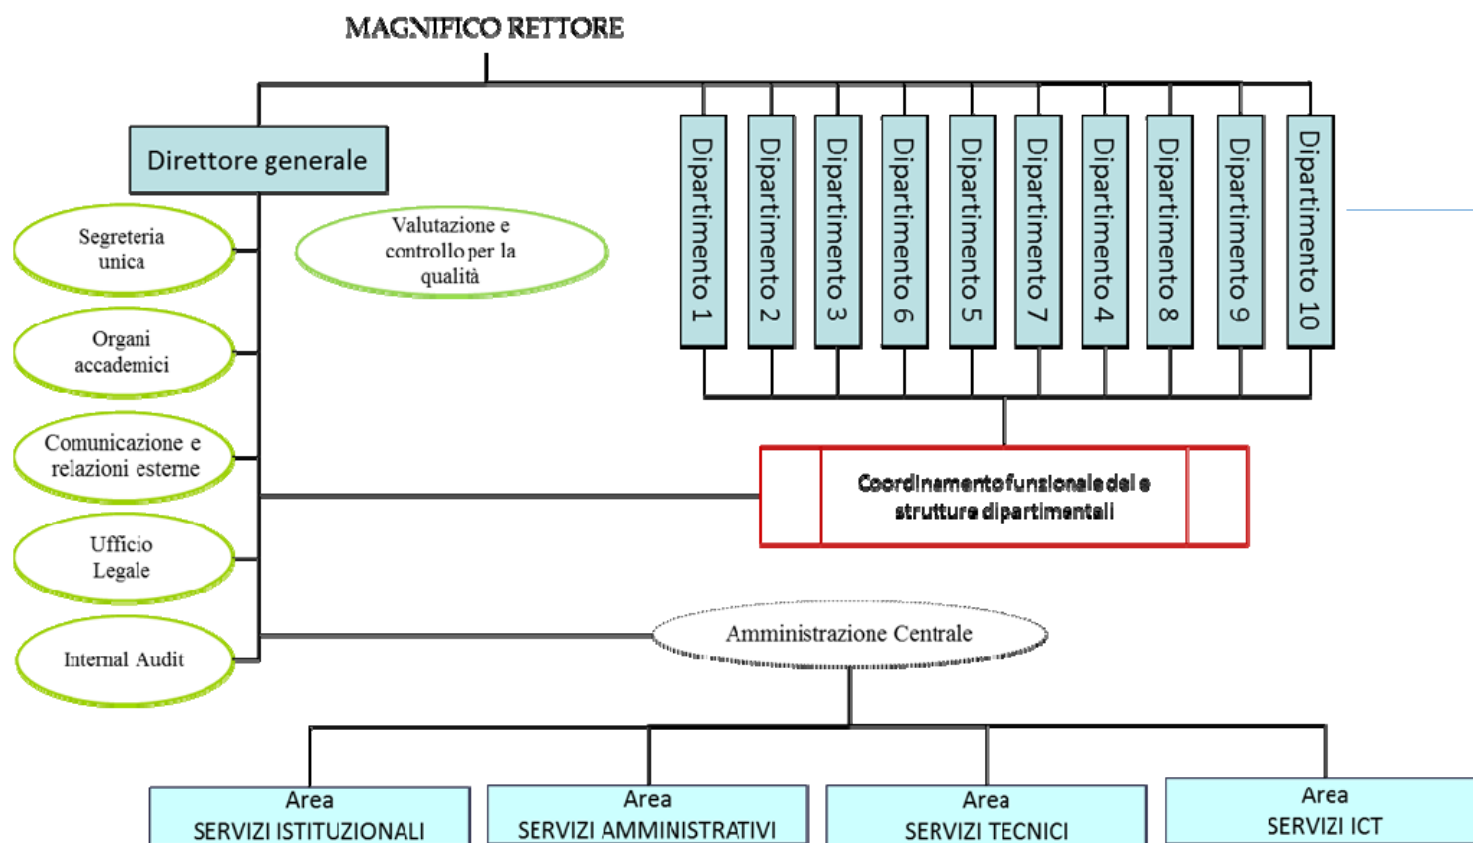 MAGNIFICO RETTORE
Direttore generale
Segreteria
unica
Organi
accademici
Comunicazione e
relazioni esterne
Ufficio
Legale
Internal Audit
Valutazione e
controllo per la
qualità
Dipartimento 1
Dipartimento 2
Dipartimento 3
Dipartimento 6
Dipartimento 5
Dipartimento 7
Dipartimento 4
Dipartimento 8
Dipartimento 9
Dipartimento 10
Coordinamento funzionale del e
strutture dipartimentali
Amministrazione Centrale
Area
SERVIZI ISTITUZIONALI
Area
SERVIZI AMMINISTRATIVI
Area
SERVIZI TECNICI
Area
SERVIZI ICT